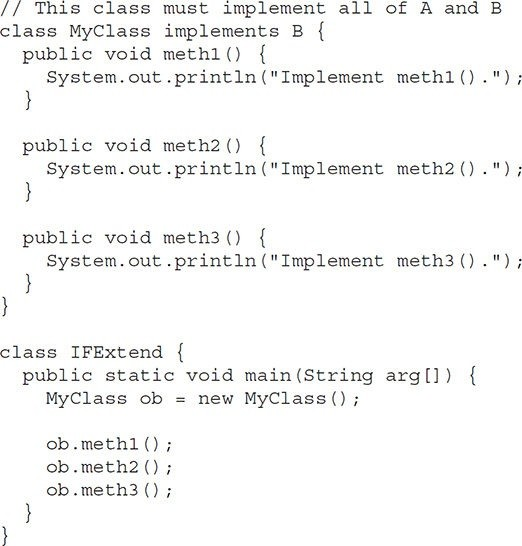 // This class must implement all of A and B
class MyClass implements B {
  public void meth1() {
    System.out.println("Implement meth1().");
  }

  public void meth2() {
    System.out.println("Implement meth2().");
  }

  public void meth3() {
    System.out.println("Implement meth3().");
  }
}

class IFExtend {
  public static void main(String arg[]) {
    MyClass ob = new MyClass();

    ob.meth1();
    ob.meth2();
    ob.meth3();
  }
}